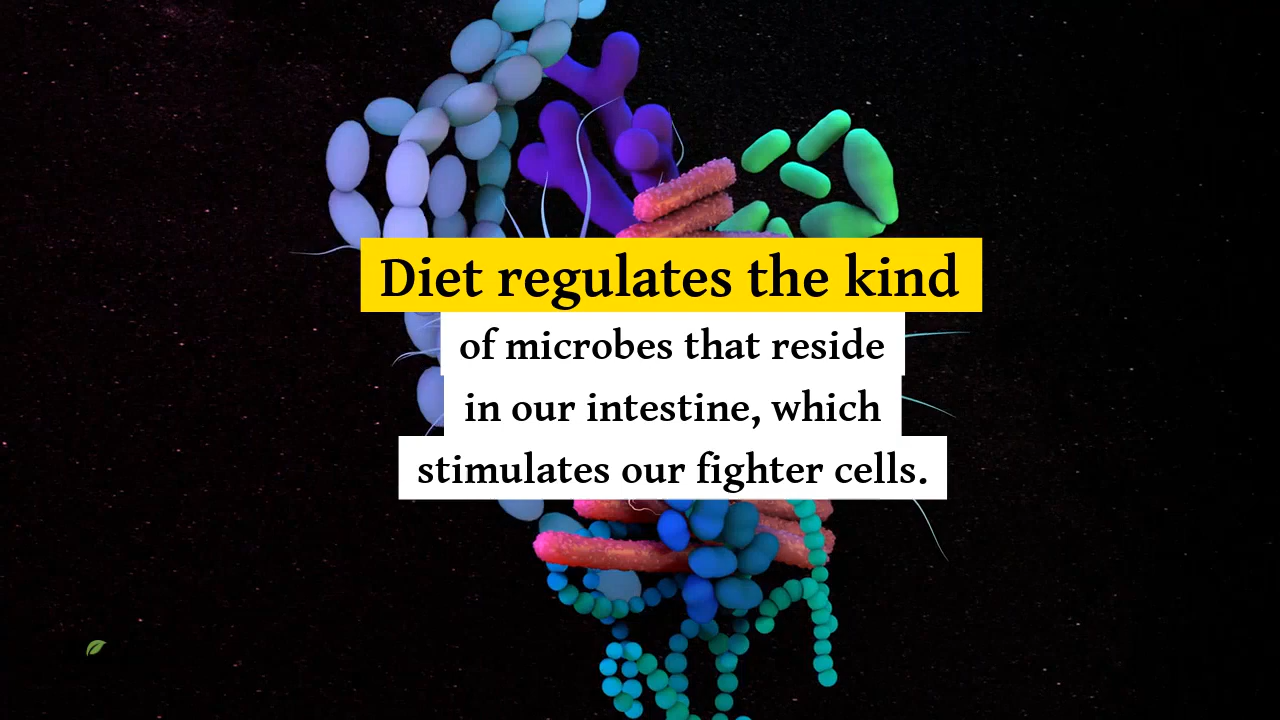 Diet regulates the kind
of microbes that reside
in our intestine, which
stimulates our fighter cells.